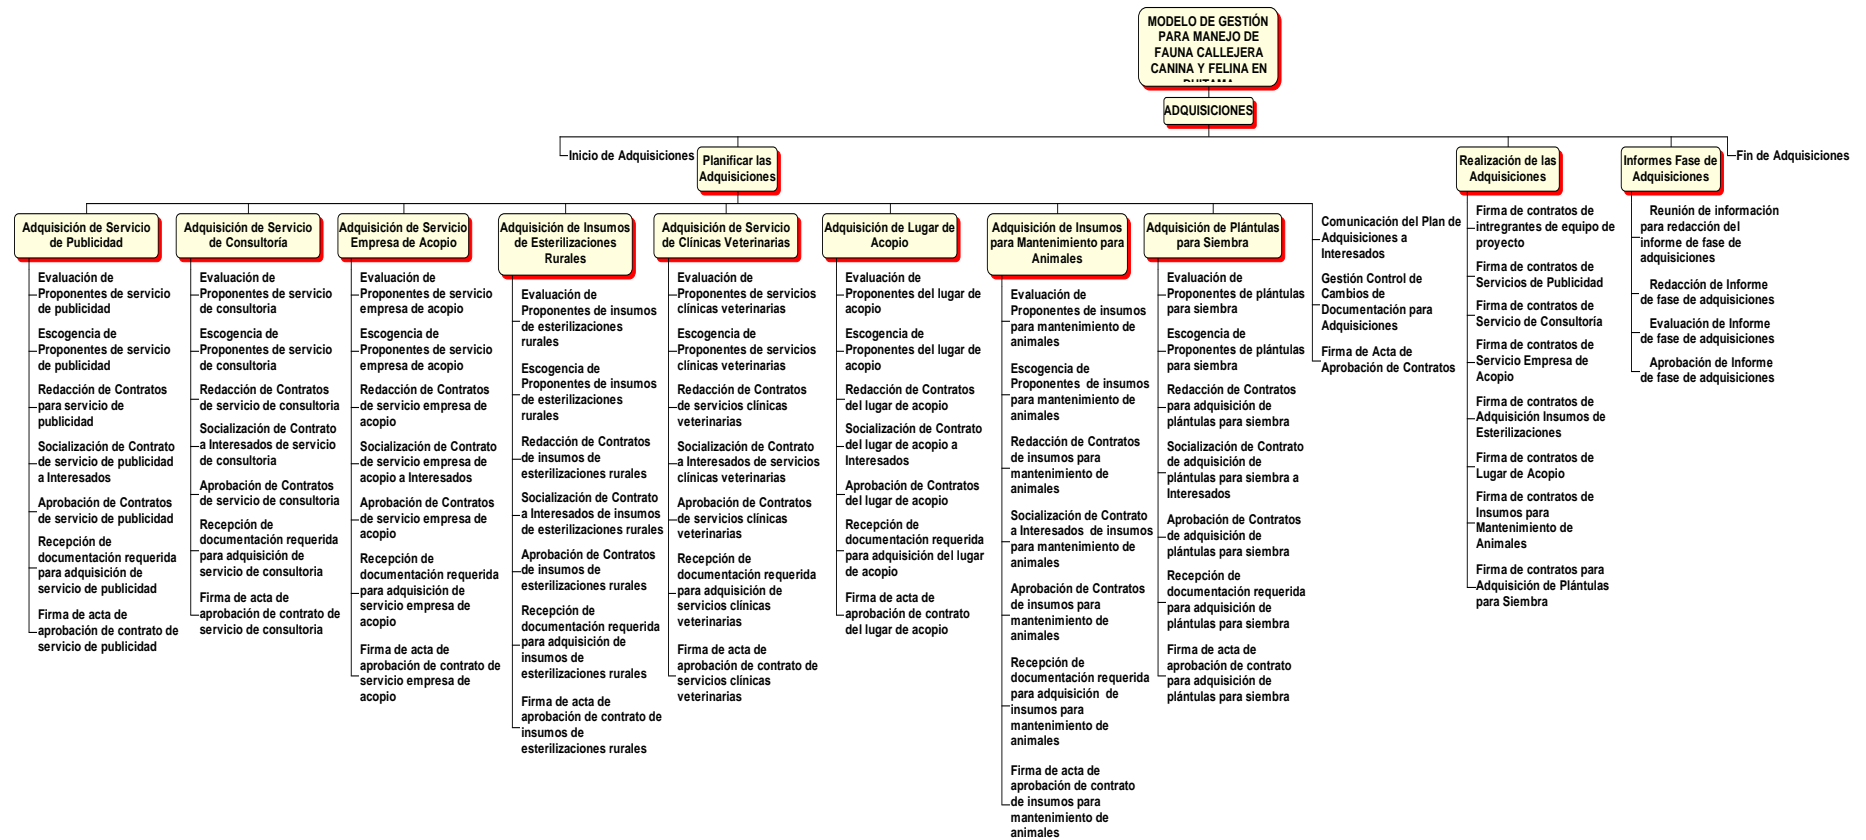 MODELO DE GESTIÓN
PARA MANEJO DE
FAUNA CALLEJERA
CANINA Y FELINA EN
DUITAMA
ADQUISICIONES
Inicio de Adquisiciones
Planificar las
Adquisiciones
Realización de las
Adquisiciones
Informes Fase de
Adquisiciones
Fin de Adquisiciones
Adquisición de Servicio
de Publicidad
Evaluación de
Proponentes de servicio
de publicidad
Escogencia de
Proponentes de servicio
de publicidad
Redacción de Contratos
para servicio de
publicidad
Socialización de Contrato
de servicio de publicidad
a Interesados
Aprobación de Contratos
de servicio de publicidad
Recepción de
documentación requerida
para adquisición de
servicio de publicidad
Firma de acta de
aprobación de contrato de
servicio de publicidad
Adquisición de Servicio
de Consultoría
Evaluación de
Proponentes de servicio
de consultoria
Escogencia de
Proponentes de servicio
de consultoria
Redacción de Contratos
de servicio de consultoria
Socialización de Contrato
a Interesados de servicio
de consultoria
Aprobación de Contratos
de servicio de consultoria
Recepción de
documentación requerida
para adquisición de
servicio de consultoria
Firma de acta de
aprobación de contrato de
servicio de consultoria
Adquisición de Servicio
Empresa de Acopio
Evaluación de
Proponentes de servicio
empresa de acopio
Escogencia de
Proponentes de servicio
empresa de acopio
Redacción de Contratos
de servicio empresa de
acopio
Socialización de Contrato
de servicio empresa de
acopio a Interesados
Aprobación de Contratos
de servicio empresa de
acopio
Recepción de
documentación requerida
para adquisición de
servicio empresa de
acopio
Firma de acta de
aprobación de contrato de
servicio empresa de
acopio
Adquisición de Insumos
de Esterilizaciones
Rurales
Evaluación de
Proponentes de insumos
de esterilizaciones
rurales
Escogencia de
Proponentes de insumos
de esterilizaciones
rurales
Redacción de Contratos
de insumos de
esterilizaciones rurales
Socialización de Contrato
a Interesados de insumos
de esterilizaciones rurales
Aprobación de Contratos
de insumos de
esterilizaciones rurales
Recepción de
documentación requerida
para adquisición de
insumos de
esterilizaciones rurales
Firma de acta de
aprobación de contrato de
insumos de
esterilizaciones rurales
Adquisición de Servicio
de Clínicas Veterinarias
Evaluación de
Proponentes de servicios
clínicas veterinarias
Escogencia de
Proponentes de servicios
clínicas veterinarias
Redacción de Contratos
de servicios clínicas
veterinarias
Socialización de Contrato
a Interesados de servicios
clínicas veterinarias
Aprobación de Contratos
de servicios clínicas
veterinarias
Recepción de
documentación requerida
para adquisición de
servicios clínicas
veterinarias
Firma de acta de
aprobación de contrato de
servicios clínicas
veterinarias
Adquisición de Lugar de
Acopio
Evaluación de
Proponentes del lugar de
acopio
Escogencia de
Proponentes del lugar de
acopio
Redacción de Contratos
del lugar de acopio
Socialización de Contrato
del lugar de acopio a
Interesados
Aprobación de Contratos
del lugar de acopio
Recepción de
documentación requerida
para adquisición del lugar
de acopio
Firma de acta de
aprobación de contrato
del lugar de acopio
Adquisición de Insumos
para Mantenimiento para
Animales
Evaluación de
Proponentes de insumos
para mantenimiento de
animales
Escogencia de
Proponentes de insumos
para mantenimiento de
animales
Redacción de Contratos
de insumos para
mantenimiento de
animales
Socialización de Contrato
a Interesados de insumos
para mantenimiento de
animales
Aprobación de Contratos
de insumos para
mantenimiento de
animales
Recepción de
documentación requerida
para adquisición de
insumos para
mantenimiento de
animales
Firma de acta de
aprobación de contrato
de insumos para
mantenimiento de
animales
Adquisición de Plántulas
para Siembra
Evaluación de
Proponentes de plántulas
para siembra
Escogencia de
Proponentes de plántulas
para siembra
Redacción de Contratos
para adquisición de
plántulas para siembra
Socialización de Contrato
de adquisición de
plántulas para siembra a
Interesados
Aprobación de Contratos
de adquisición de
plántulas para siembra
Recepción de
documentación requerida
para adquisición de
plántulas para siembra
Firma de acta de
aprobación de contrato
para adquisición de
plántulas para siembra
Comunicación del Plan de
Adquisiciones a
Interesados
Gestión Control de
Cambios de
Documentación para
Adquisiciones
Firma de Acta de
Aprobación de Contratos
Firma de contratos de
intregrantes de equipo de
proyecto
Firma de contratos de
Servicios de Publicidad
Firma de contratos de
Servicio de Consultoría
Firma de contratos de
Servicio Empresa de
Acopio
Firma de contratos de
Adquisición Insumos de
Esterilizaciones
Firma de contratos de
Lugar de Acopio
Firma de contratos de
Insumos para
Mantenimiento de
Animales
Firma de contratos para
Adquisición de Plántulas
para Siembra
Reunión de información
para redacción del
informe de fase de
adquisiciones
Redacción de Informe
de fase de adquisiciones
Evaluación de Informe
de fase de adquisiciones
Aprobación de Informe
de fase de adquisiciones